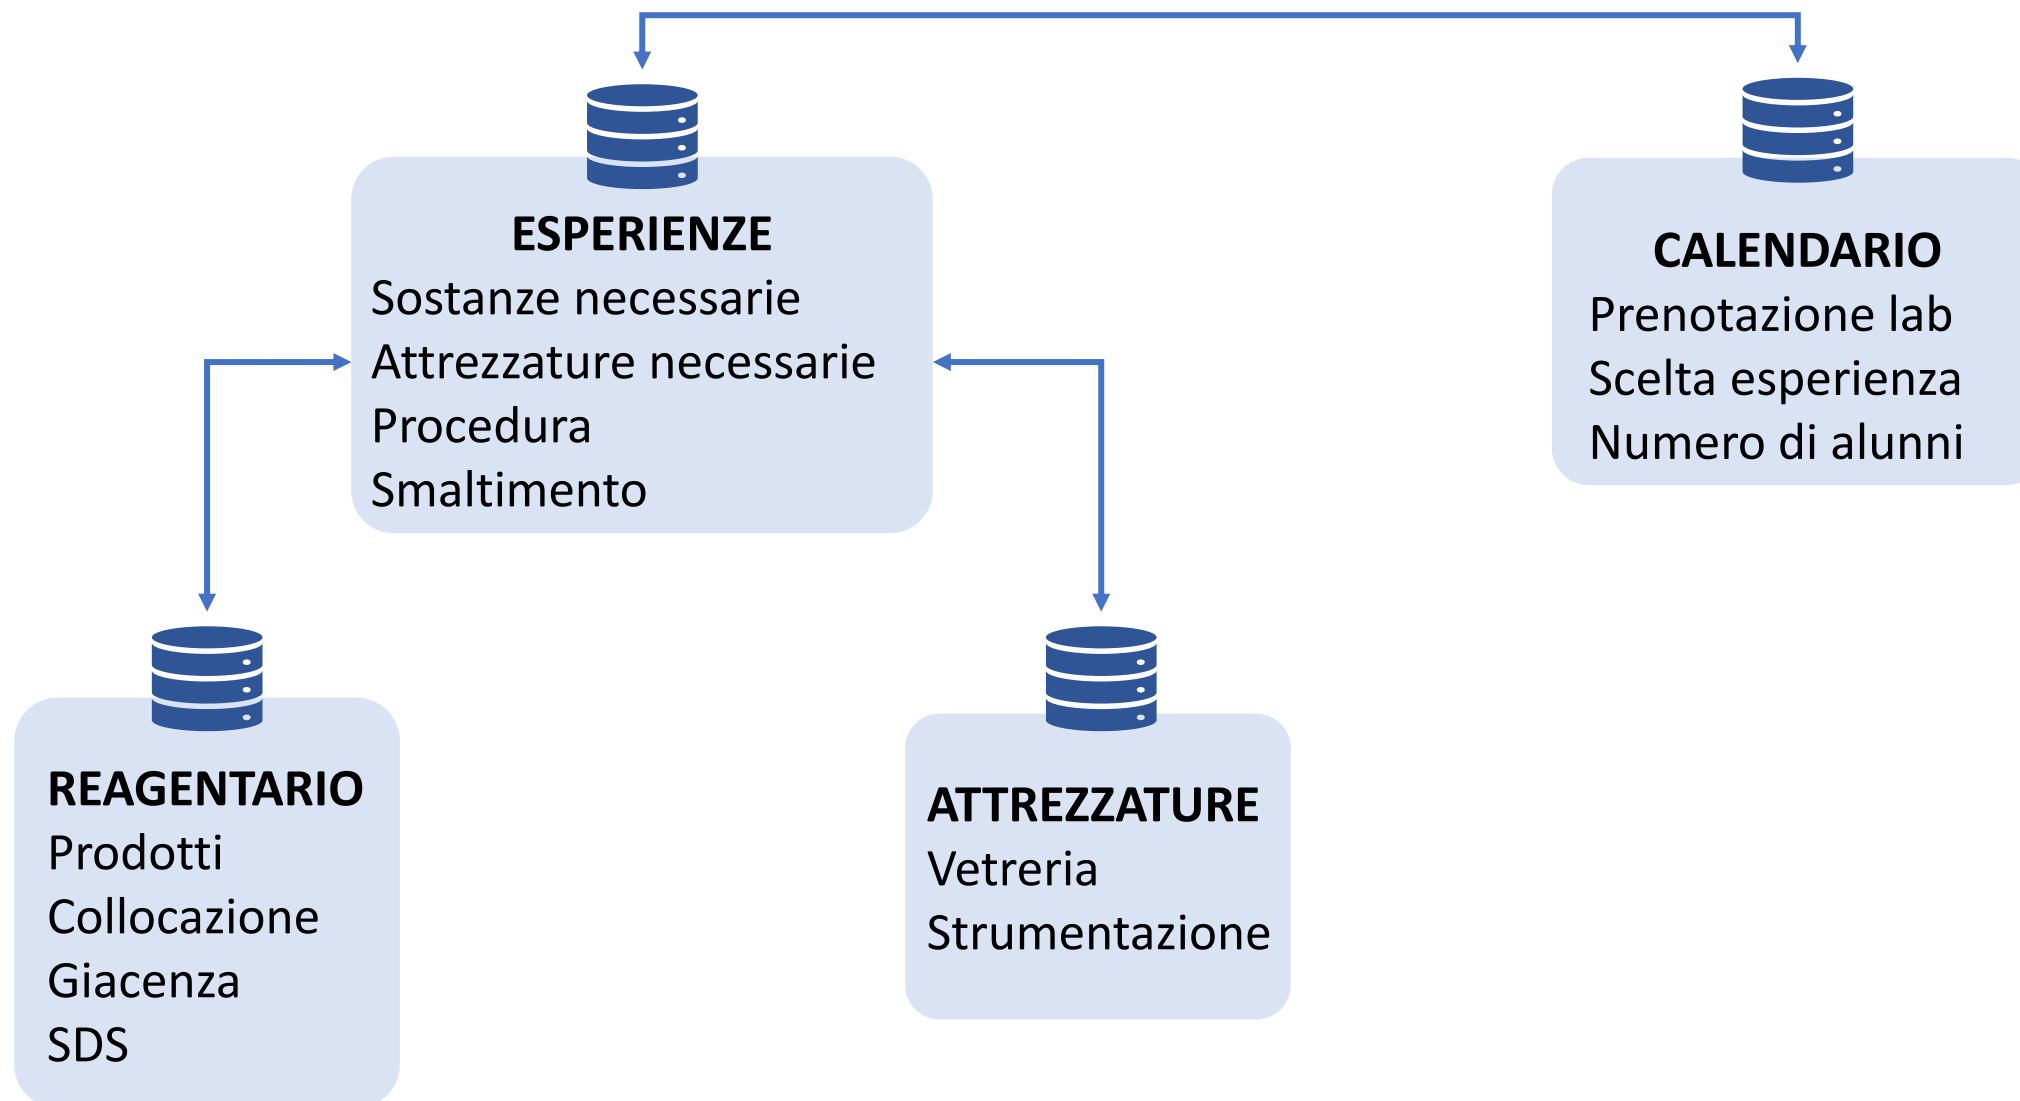 ESPERIENZE
Sostanze necessarie
Attrezzature necessarie
Procedura
Smaltimento
CALENDARIO
Prenotazione lab
Scelta esperienza
Numero di alunni
REAGENTARIO
Prodotti
Collocazione
Giacenza
SDS
ATTREZZATURE
Vetreria
Strumentazione